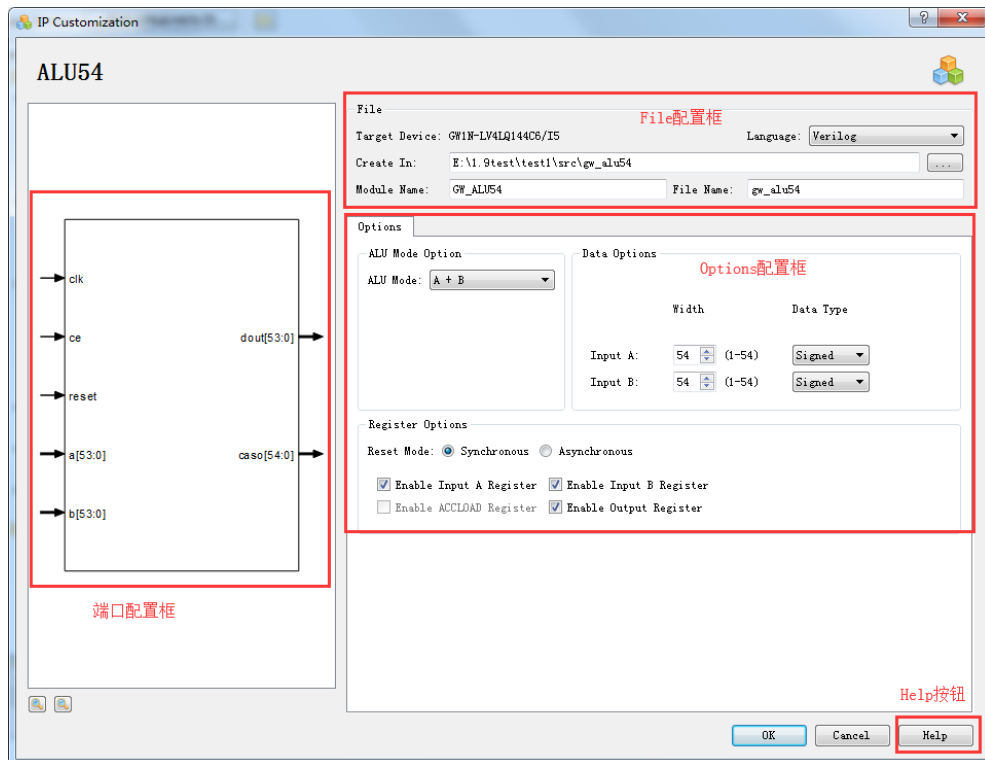 IP Customization
ALU54
File
File配置框
Target Device: GW1N-LV4LQ144C6/I5
Language: Verilog
Create In: E:\1.9test\test1\src\gw_alu54 ...
Module Name: GW_ALU54 File Name: gw_alu54
Options
ALU Mode Option
ALU Mode: A + B
Data Options
Options配置框
Width Data Type
Input A: 54 (1-54) Signed
Input B: 54 (1-54) Signed
Register Options
Reset Mode: Synchronous Asynchronous
Enable Input A Register Enable Input B Register
Enable ACCLOAD Register Enable Output Register
clk
ce dout[53:0]
reset
a[53:0] caso[54:0]
b[53:0]
端口配置框
Help按钮
OK Cancel Help